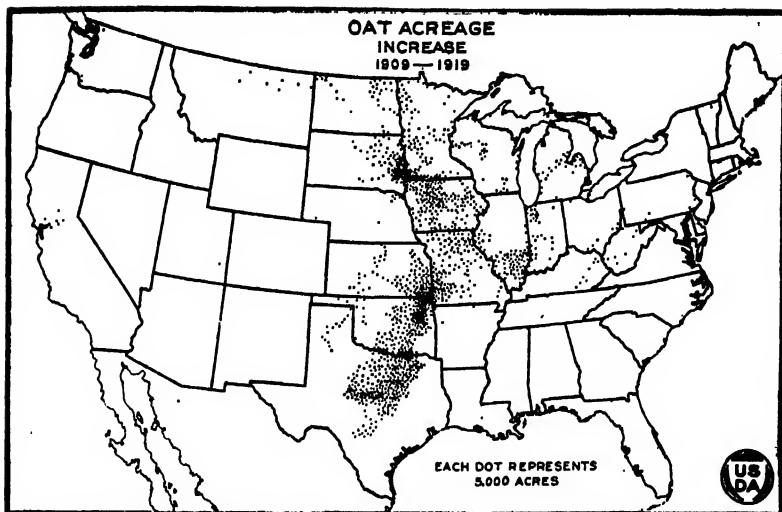 OAT ACREAGE
INCREASE
1909—1919
EACH DOT REPRESENTS
5,000 ACRES
US
DA